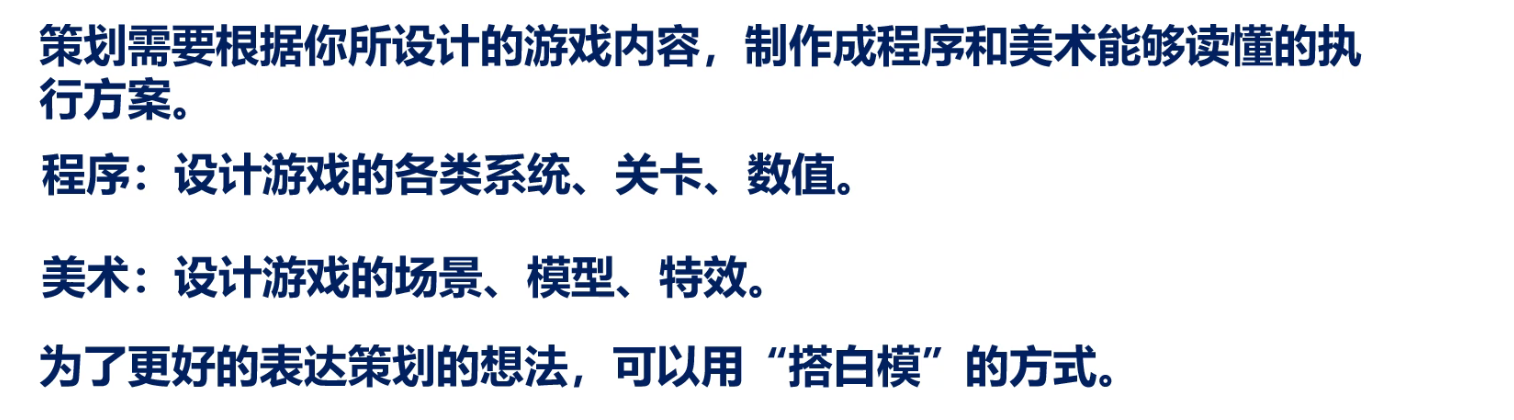 策划需要根据你所设计的游戏内容，制作成程序和美术能够读懂的执
行方案。
程序：设计游戏的各类系统、关卡、数值。
美术：设计游戏的场景、模型、特效。
为了更好的表达策划的想法，可以用“搭白模”的方式。